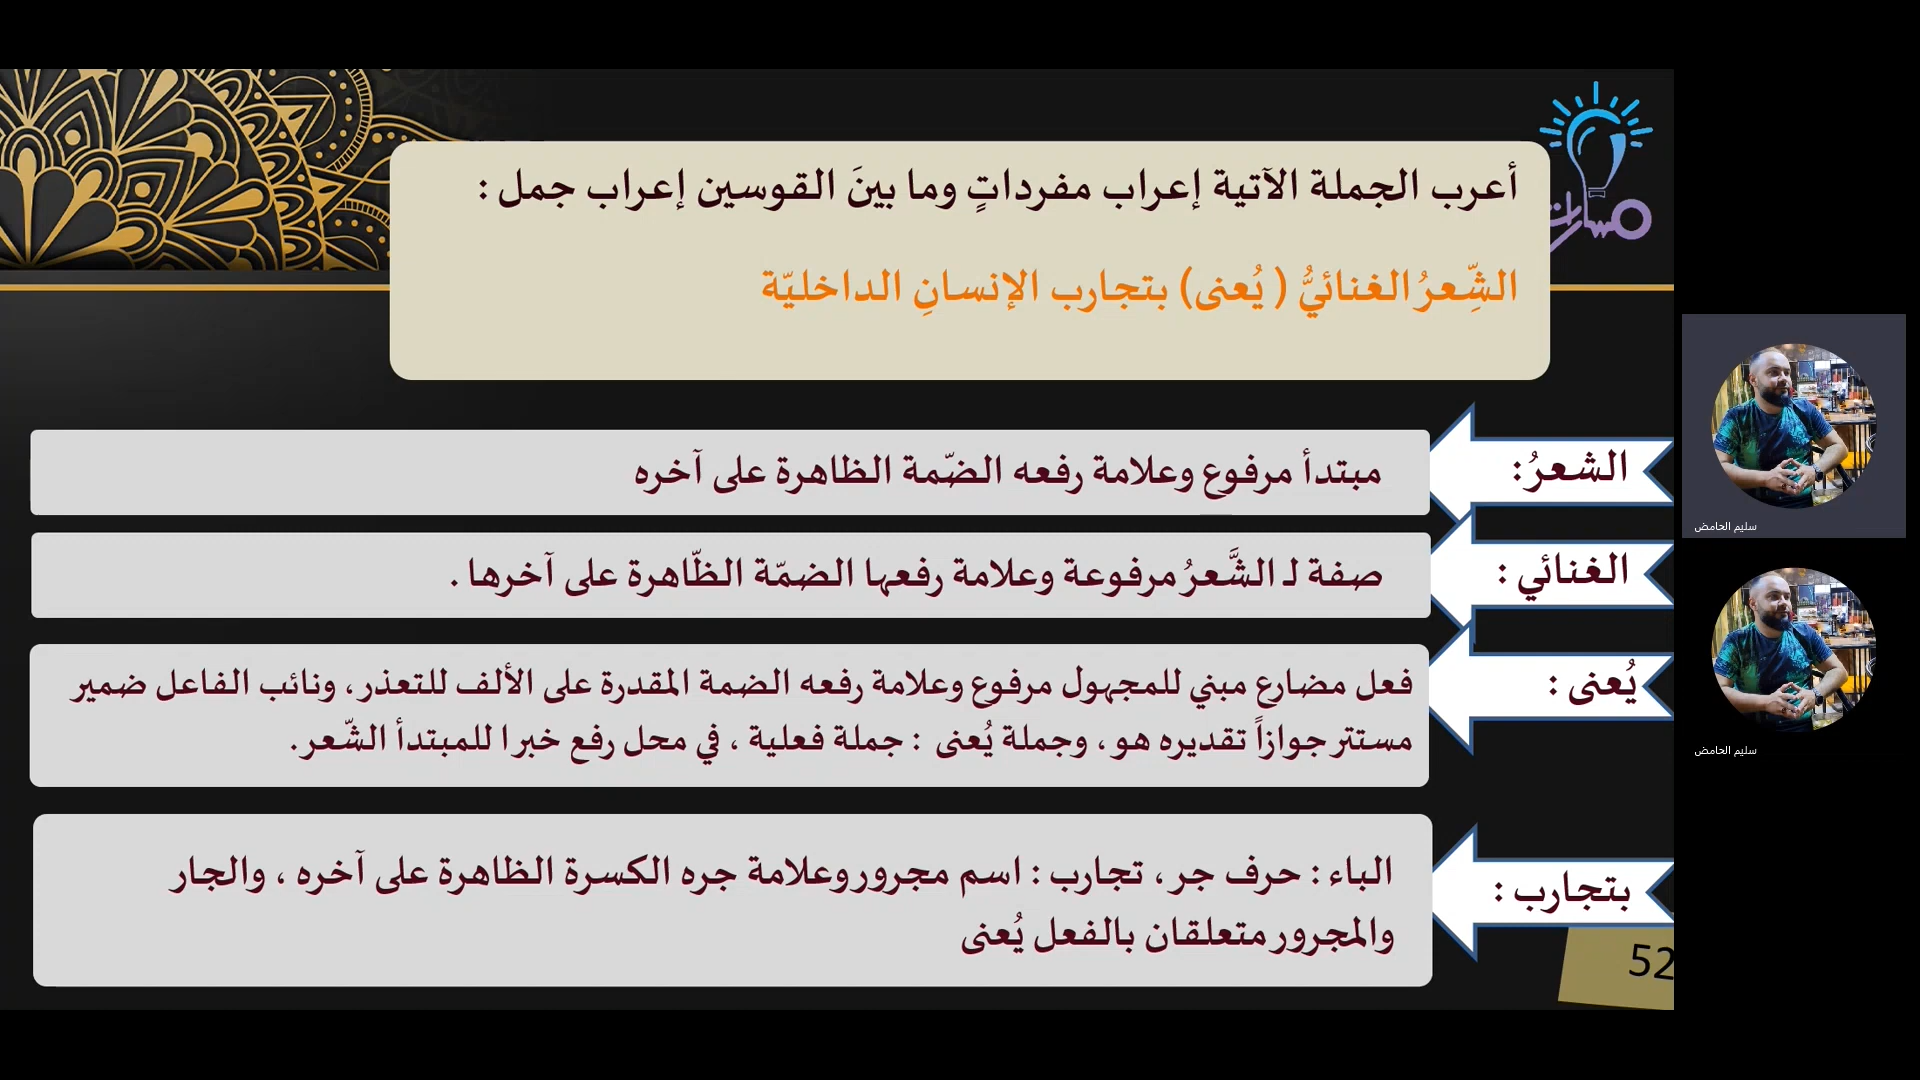 مسارات
أعرب الجملة الآتية إعراب مفرداتٍ وما بينَ القوسين إعراب جمل :
الشِّعرُ الغنائيُّ ( يُعنى) بتجارب الإنسانِ الداخليّة
الشعرُ:
مبتدأ مرفوع وعلامة رفعه الضّمة الظاهرة على آخره
الغنائي :
صفة لـ الشَّعرُ مرفوعة وعلامة رفعها الضمّة الظّاهرة على آخرها .
يُعنى :
فعل مضارع مبني للمجهول مرفوع وعلامة رفعه الضمة المقدرة على الألف للتعذر ، ونائب الفاعل ضمير
مستتر جوازاً تقديره هو ، وجملة يُعنى : جملة فعلية ، في محل رفع خبرا للمبتدأ الشّعر.
بتجارب :
الباء : حرف جر ، تجارب : اسم مجرور وعلامة جره الكسرة الظاهرة على آخره ، والجار
والمجرور متعلقان بالفعل يُعنى
52
سليم الحامض
سليم الحامض